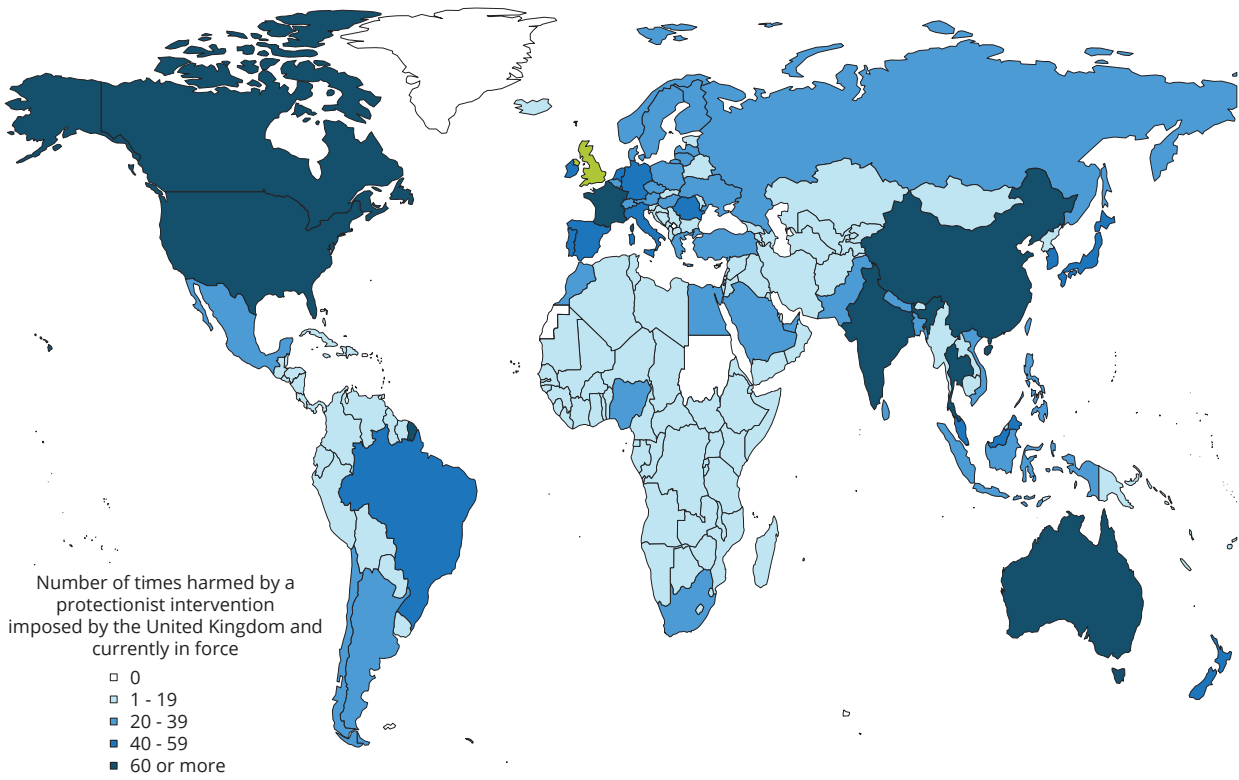 Number of times harmed by a
protectionist intervention
imposed by the United Kingdom and
currently in force
0
1 - 19
20 - 39
40 - 59
60 or more